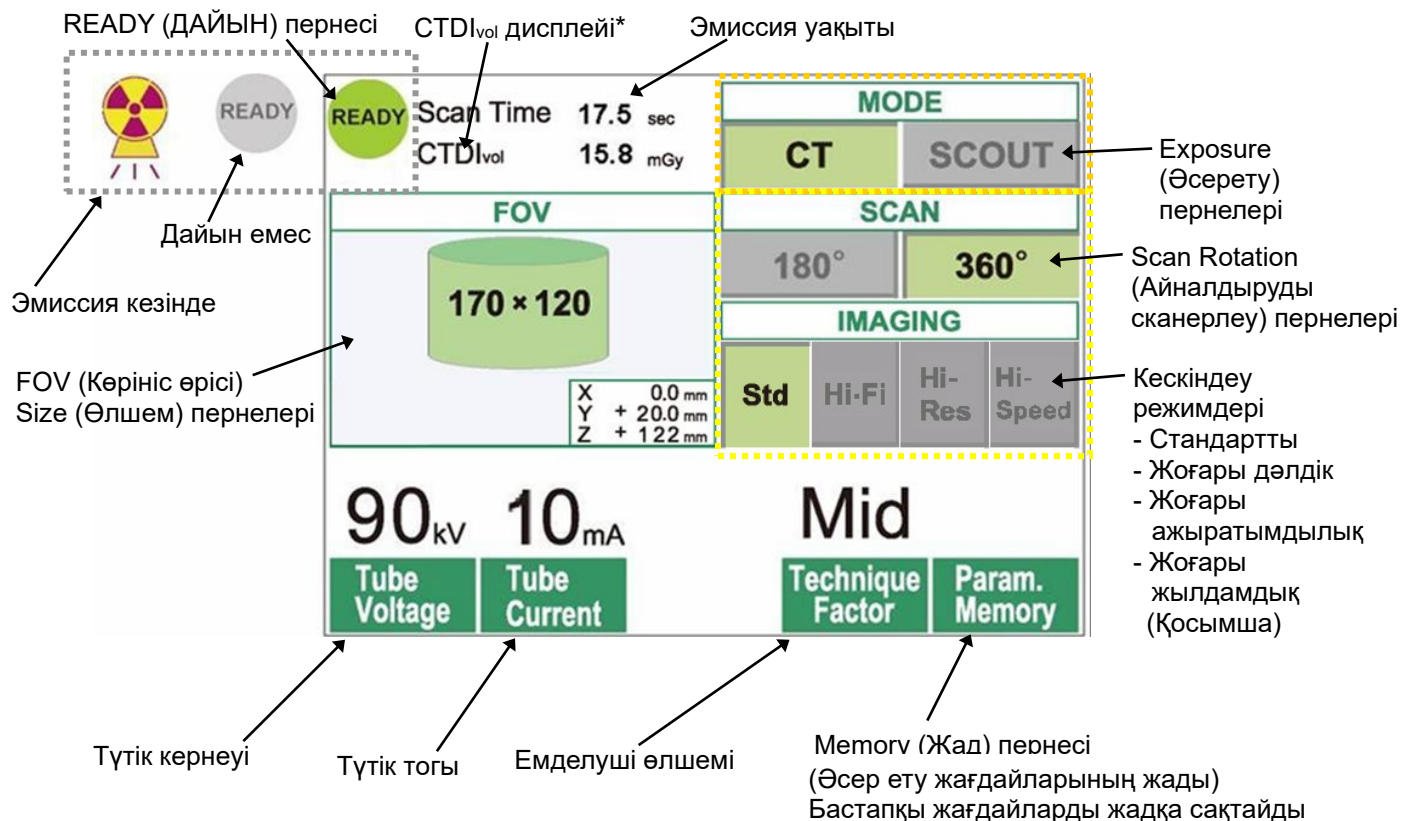 READY (ДАЙЫН) пернесі
CTDIvol дисплейі*
Эмиссия уақыты
READY
READY
Scan Time 17.5 sec
CTDIvol 15.8 mGy
MODE
CT
SCOUT
Exposure
(Әсерету)
пернелері
Дайын емес
Эмиссия кезінде
FOV
170 × 120
X 0.0 mm
Y + 20.0 mm
Z + 122 mm
FOV (Көрініс өрісі)
Size (Өлшем) пернелері
SCAN
180°
360°
Scan Rotation
(Айналдыруды
сканерлеу) пернелері
IMAGING
Std
Hi-Fi
Hi-
Res
Hi-
Speed
Кескіндеу
режимдері
- Стандартты
- Жоғары дәлдік
- Жоғары
ажыратымдылық
- Жоғары
жылдамдық
(Қосымша)
90 kV
10 mA
Mid
Tube
Voltage
Tube
Current
Technique
Factor
Param.
Memory
Түтік кернеуі
Түтік тогы
Емделуші өлшемі
Memory (Жад) пернесі
(Әсер ету жағдайларының жады)
Бастапқы жағдайларды жадқа сақтайды